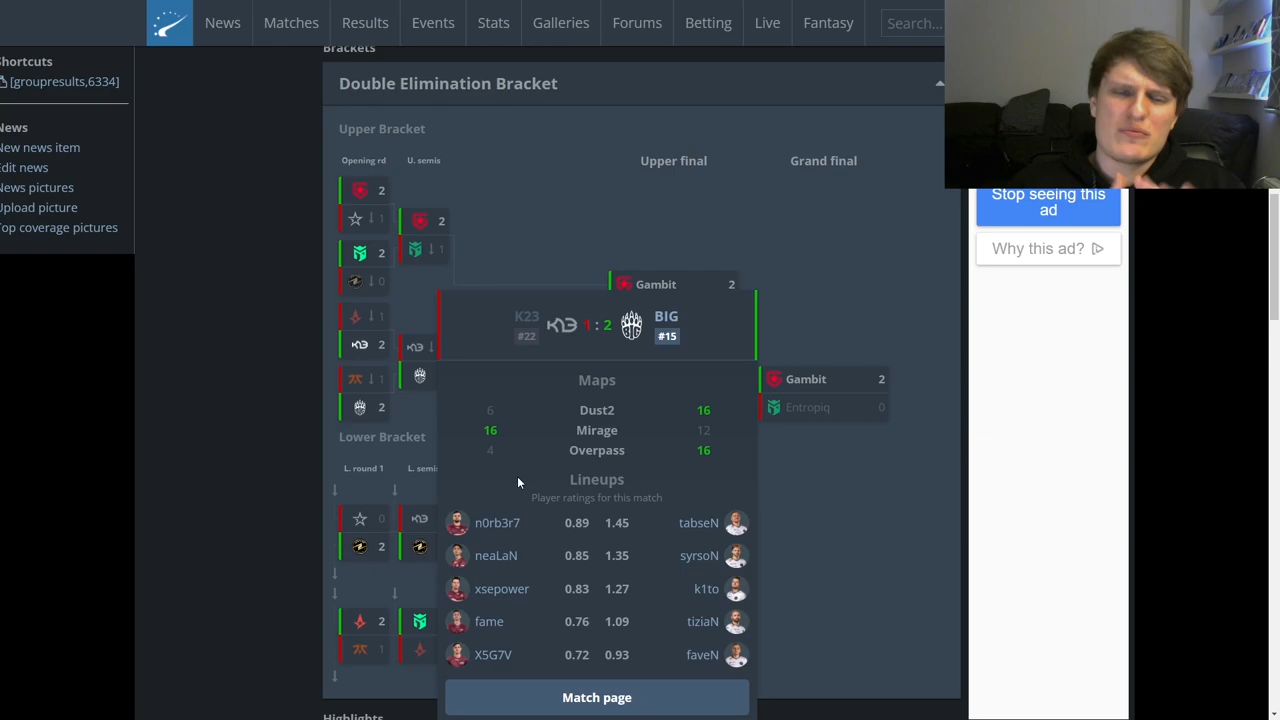 News Matches Results Events Stats Galleries Forums Betting Live Fantasy Search...
Shortcuts
[groupresults,6334]
News
New news item
Edit news
News pictures
Upload picture
Top coverage pictures
Brackets
Double Elimination Bracket
Upper Bracket
Opening rd U. semis Upper final Grand final
2
1
2
0
1
2
1
2
2
1
Gambit 2
Gambit 2
Entropiq 0
K23 1 : 2 BIG
#22 #15
Maps
6 Dust2 16
16 Mirage 12
4 Overpass 16
Lineups
Player ratings for this match
n0rb3r7 0.89 1.45 tabseN
neaLaN 0.85 1.35 syrsoN
xsepower 0.83 1.27 k1to
fame 0.76 1.09 tiziaN
X5G7V 0.72 0.93 faveN
Match page
Lower Bracket
L. round 1
0
2
2
1
Highlights
Stop seeing this
ad
Why this ad?